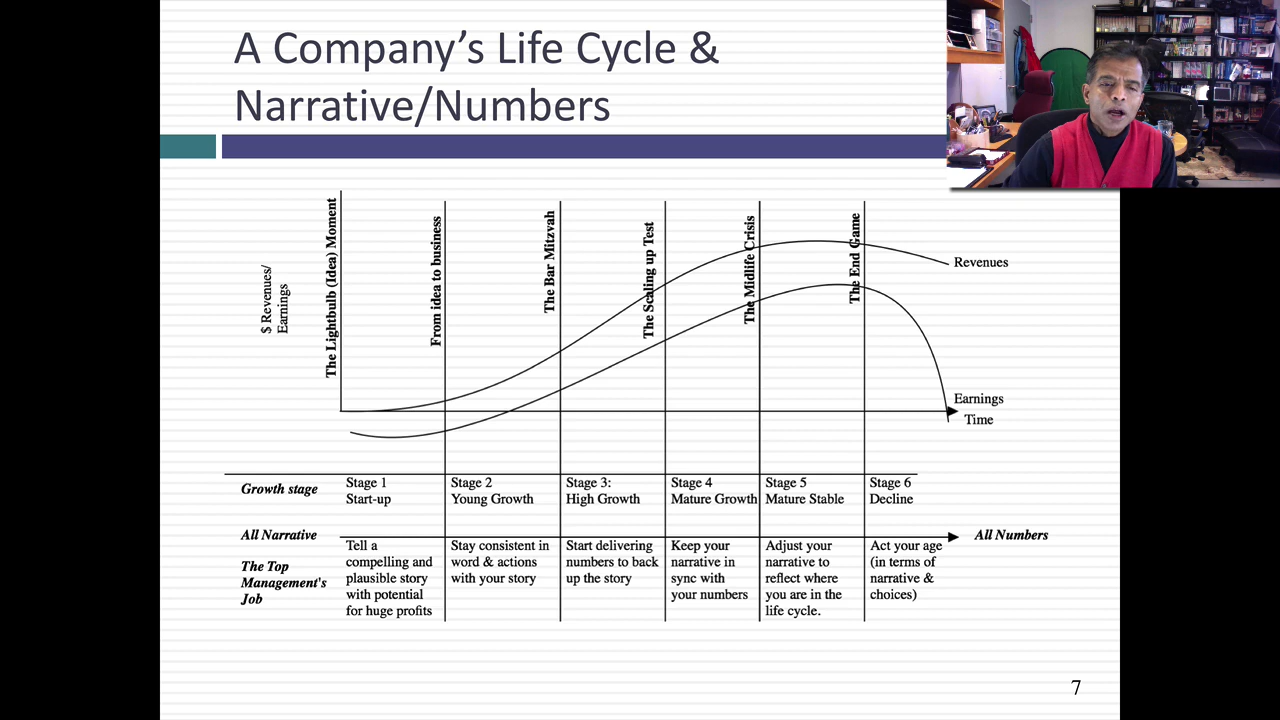 A Company’s Life Cycle &
Narrative/Numbers
$ Revenues/
Earnings
The Lightbulb (Idea) Moment
From idea to business
The Bar Mitzvah
The Scaling up Test
The Midlife Crisis
The End Game
Revenues
Earnings
Time
Growth stage
Stage 1
Start-up
Stage 2
Young Growth
Stage 3:
High Growth
Stage 4
Mature Growth
Stage 5
Mature Stable
Stage 6
Decline
All Narrative
All Numbers
The Top
Management's
Job
Tell a
compelling and
plausible story
with potential
for huge profits
Stay consistent in
word & actions
with your story
Start delivering
numbers to back
up the story
Keep your
narrative in
sync with
your numbers
Adjust your
narrative to
reflect where
you are in the
life cycle.
Act your age
(in terms of
narrative &
choices)
7